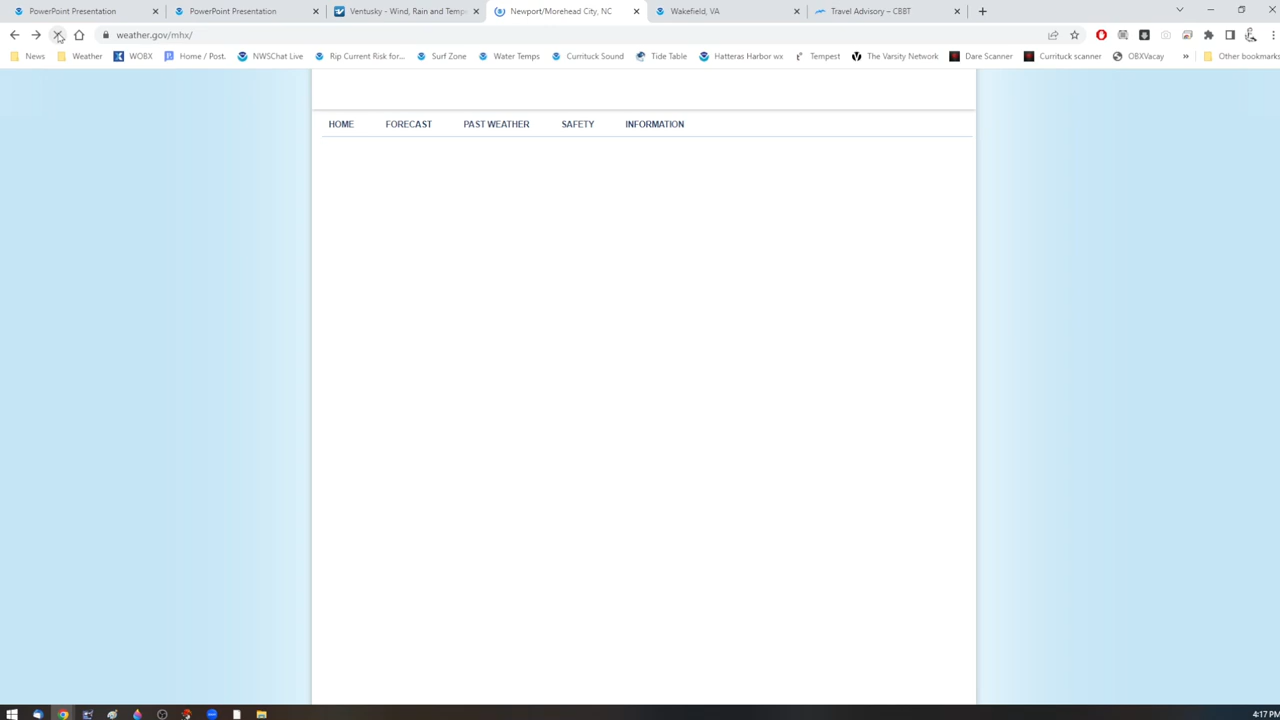 PowerPoint Presentation PowerPoint Presentation Ventusky - Wind, Rain and Temp Newport/Morehead City, NC Wakefield, VA Travel Advisory – CBBT
weather.gov/mhx/
News Weather WOBX Home / Post. NWSChat Live Rip Current Risk for... Surf Zone Water Temps Currituck Sound Tide Table Hatteras Harbor wx Tempest The Varsity Network Dare Scanner Currituck scanner OBXVacay » Other bookmarks
HOME FORECAST PAST WEATHER SAFETY INFORMATION
4:17 PM